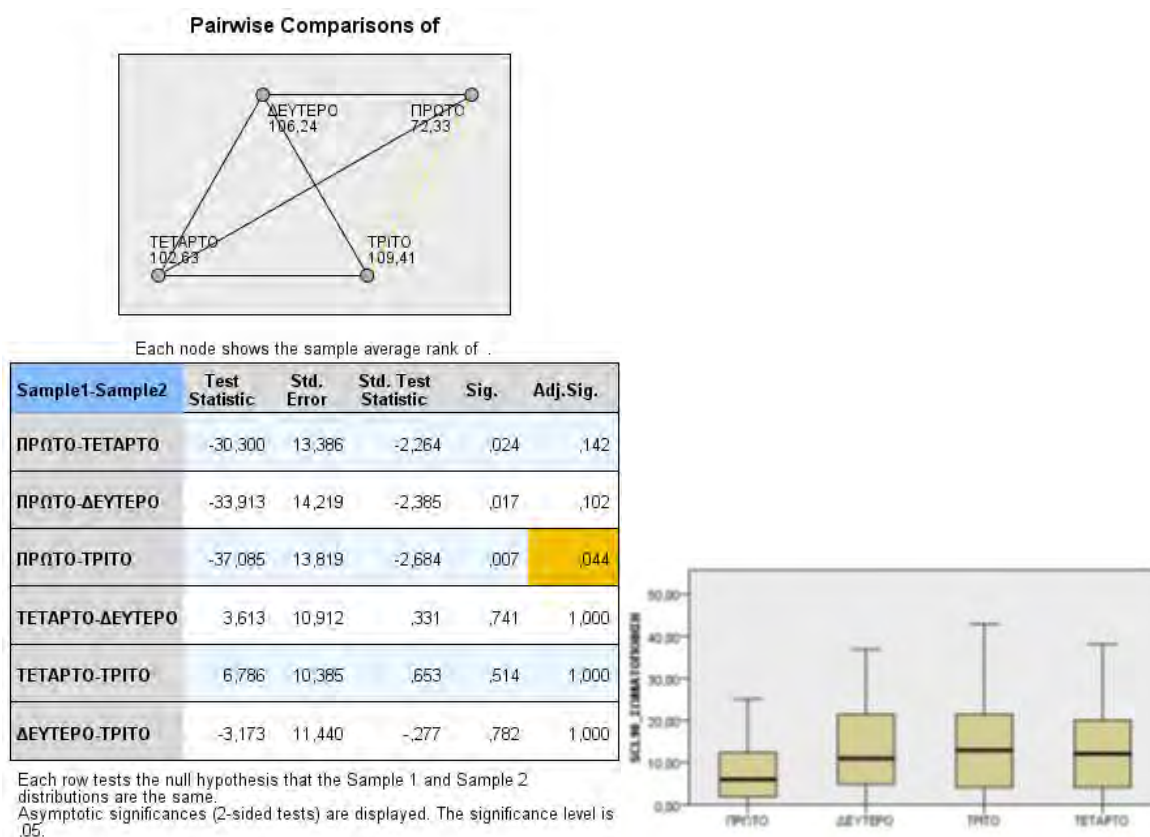 Pairwise Comparisons of
ΔΕΥΤΕΡΟ
106,24
ΠΡΩΤΟ
72,33
ΤΕΤΑΡΤΟ
102,63
ΤΡΙΤΟ
109,41
Each node shows the sample average rank of .
Sample1-Sample2 Test Statistic Std. Error Std. Test Statistic Sig. Adj.Sig.
ΠΡΩΤΟ-ΤΕΤΑΡΤΟ -30,300 13,386 -2,264 ,024 ,142
ΠΡΩΤΟ-ΔΕΥΤΕΡΟ -33,913 14,219 -2,385 ,017 ,102
ΠΡΩΤΟ-ΤΡΙΤΟ -37,085 13,819 -2,684 ,007 ,044
ΤΕΤΑΡΤΟ-ΔΕΥΤΕΡΟ 3,613 10,912 ,331 ,741 1,000
ΤΕΤΑΡΤΟ-ΤΡΙΤΟ 6,786 10,385 ,653 ,514 1,000
ΔΕΥΤΕΡΟ-ΤΡΙΤΟ -3,173 11,440 -,277 ,782 1,000
Each row tests the null hypothesis that the Sample 1 and Sample 2
distributions are the same.
Asymptotic significances (2-sided tests) are displayed. The significance level is
,05.
SCL90_ΣΩΜΑΤΟΠΟΙΗΣΗ
50,00
40,00
30,00
20,00
10,00
0,00
ΠΡΩΤΟ
ΔΕΥΤΕΡΟ
ΤΡΙΤΟ
ΤΕΤΑΡΤΟ